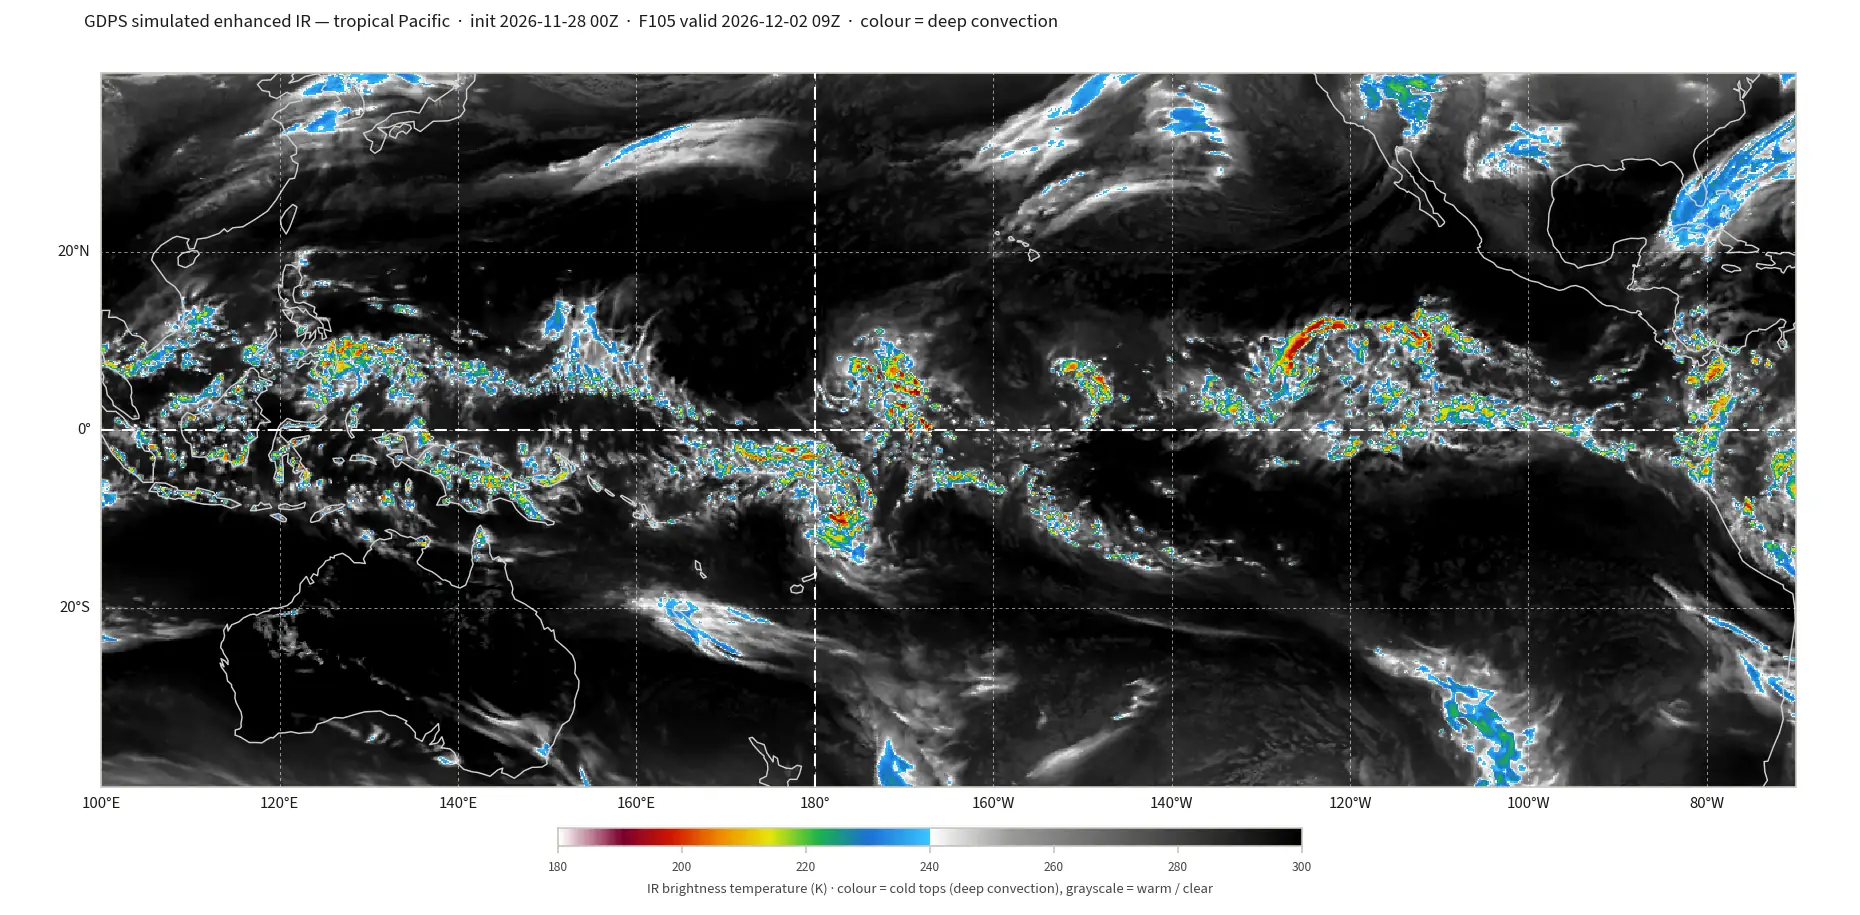 GDPS simulated enhanced IR — tropical Pacific · init 2026-11-28 00Z · F105 valid 2026-12-02 09Z · colour = deep convection
20°N
0°
20°S
100°E 120°E 140°E 160°E 180° 160°W 140°W 120°W 100°W 80°W
180 200 220 240 260 280 300
IR brightness temperature (K) · colour = cold tops (deep convection), grayscale = warm / clear